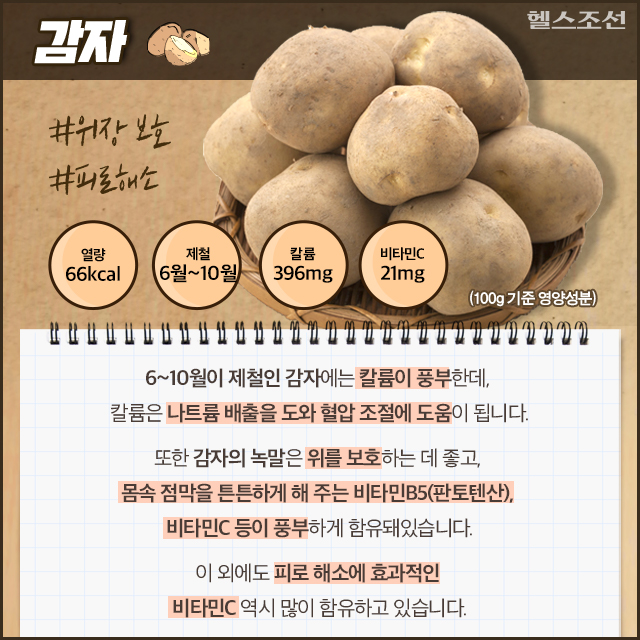 감자
헬스조선
#위장 보호
#피로해소
열량
66kcal
제철
6월~10월
칼륨
396mg
비타민C
21mg
(100g 기준 영양성분)
6~10월이 제철인 감자에는 칼륨이 풍부한데,
칼륨은 나트륨 배출을 도와 혈압 조절에 도움이 됩니다.
또한 감자의 녹말은 위를 보호하는 데 좋고,
몸속 점막을 튼튼하게 해 주는 비타민B5(판토텐산),
비타민C 등이 풍부하게 함유돼있습니다.
이 외에도 피로 해소에 효과적인
비타민C 역시 많이 함유하고 있습니다.